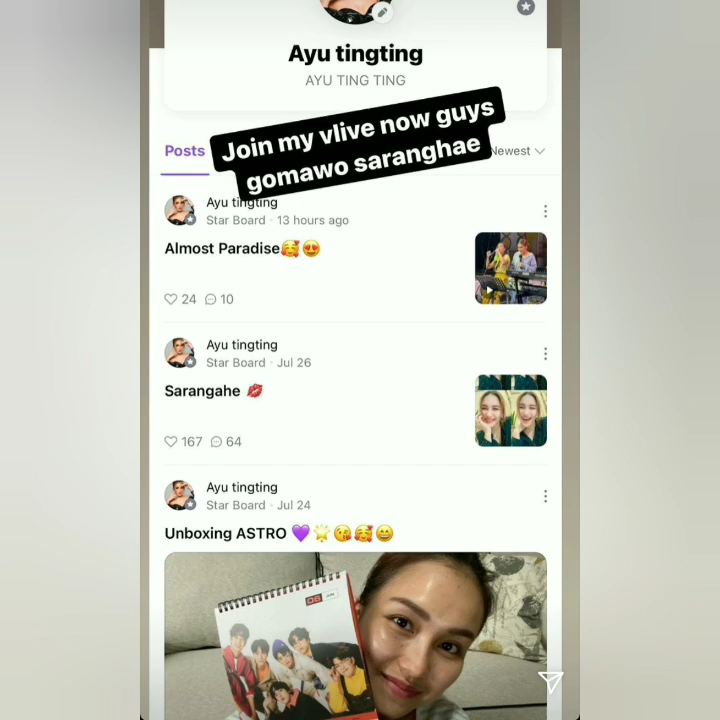 Ayu tingting
AYU TING TING
Join my vlive now guys
gomawo saranghae
Posts
Newest
Ayu tingting
Star Board · 13 hours ago
Almost Paradise🥰😍
24 10
Ayu tingting
Star Board · Jul 26
Sarangahe 💋
167 64
Ayu tingting
Star Board · Jul 24
Unboxing ASTRO 💜🌟😘🥰😁
06 JUN